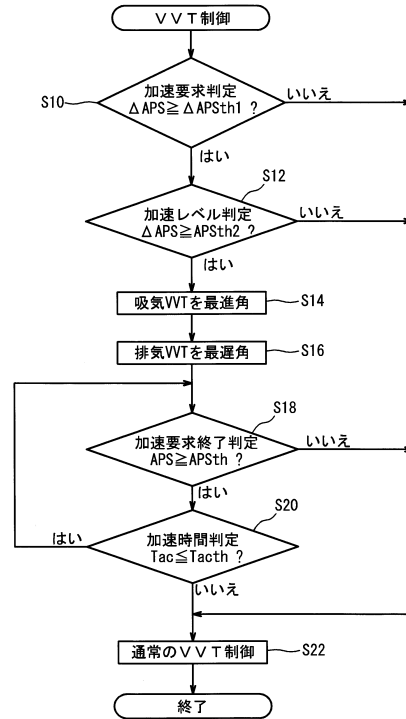 ＶＶＴ制御
加速要求判定
ΔAPS≧ΔAPSth1 ?
S10
いいえ
はい
S12
加速レベル判定
ΔAPS≧APSth2 ?
いいえ
はい
吸気VVTを最進角
S14
排気VVTを最遅角
S16
S18
加速要求終了判定
APS≧APSth ?
いいえ
はい
S20
加速時間判定
Tac≦Tacth ?
はい
いいえ
通常のＶＶＴ制御
S22
終了